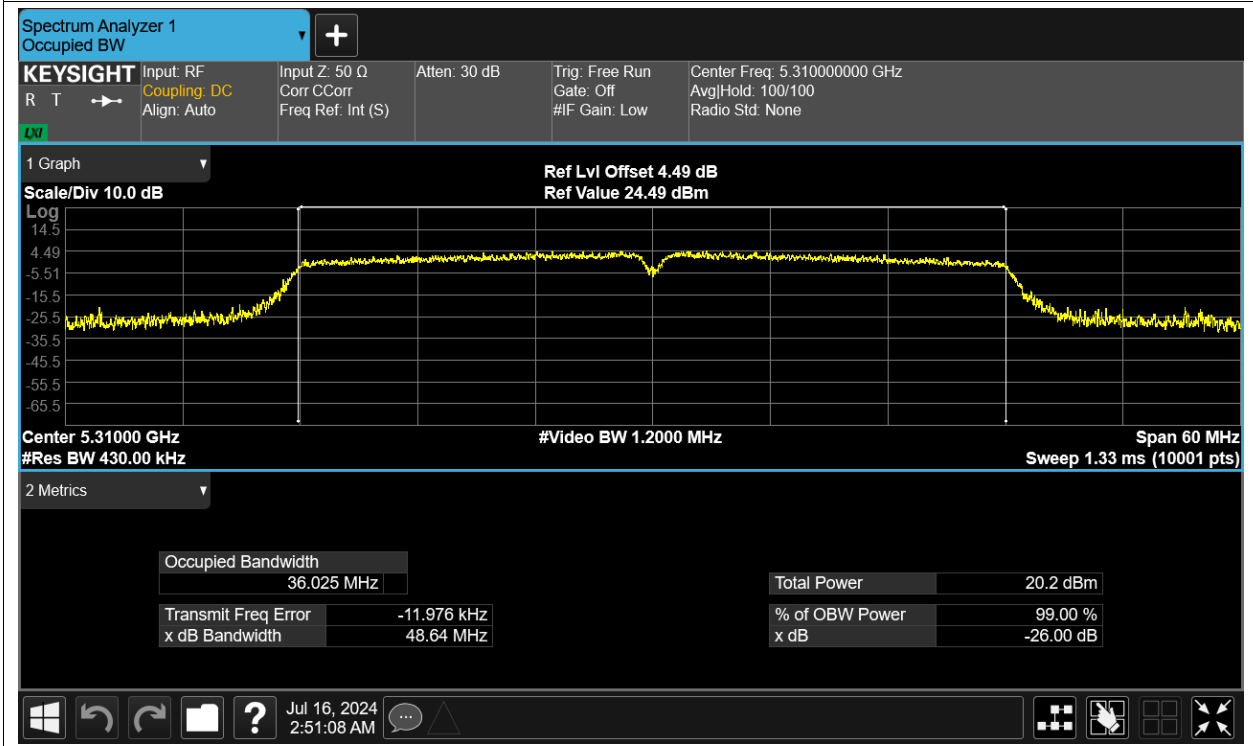 Spectrum Analyzer 1
Occupied BW
KEYSIGHT
R T
LXI
Input: RF
Coupling: DC
Align: Auto
Input Z: 50 Ω
Corr CCorr
Freq Ref: Int (S)
Atten: 30 dB
Trig: Free Run
Gate: Off
#IF Gain: Low
Center Freq: 5.310000000 GHz
Avg|Hold: 100/100
Radio Std: None
1 Graph
Ref Lvl Offset 4.49 dB
Scale/Div 10.0 dB
Ref Value 24.49 dBm
Log
14.5
4.49
-5.51
-15.5
-25.5
-35.5
-45.5
-55.5
-65.5
Center 5.31000 GHz
#Video BW 1.2000 MHz
Span 60 MHz
#Res BW 430.00 kHz
Sweep 1.33 ms (10001 pts)
2 Metrics
Occupied Bandwidth
36.025 MHz
Total Power 20.2 dBm
Transmit Freq Error -11.976 kHz
% of OBW Power 99.00 %
x dB Bandwidth 48.64 MHz
x dB -26.00 dB
?
Jul 16, 2024
2:51:08 AM